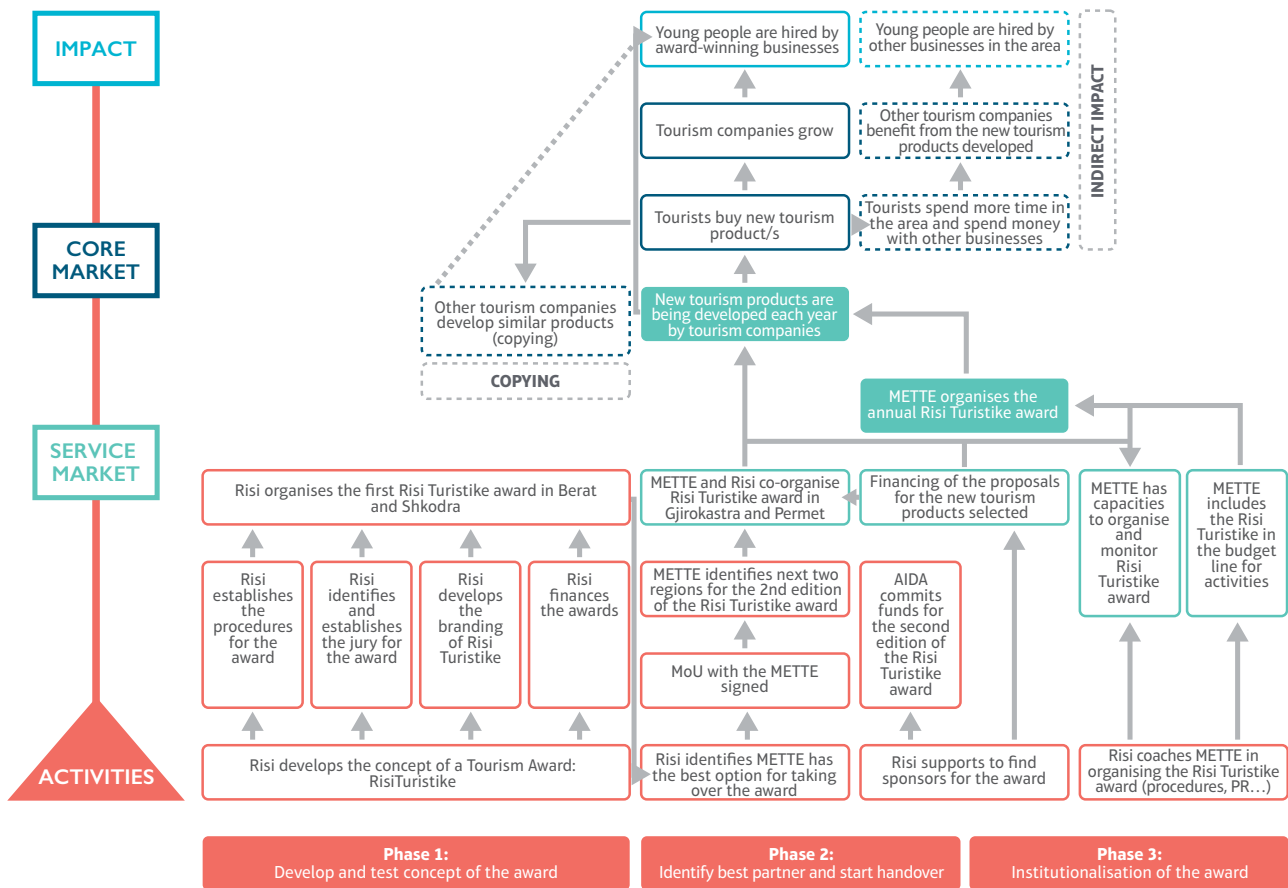 IMPACT
Young people are hired by
award-winning businesses
Young people are hired by
other businesses in the area
Tourism companies grow
Other tourism companies
benefit from the new tourism
products developed
INDIRECT IMPACT
CORE
MARKET
Tourists buy new tourism
product/s
Tourists spend more time in
the area and spend money
with other businesses
Other tourism companies
develop similar products
(copying)
New tourism products are
being developed each year
by tourism companies
COPYING
METTE organises the
annual Risi Turistike award
SERVICE
MARKET
Risi organises the first Risi Turistike award in Berat
and Shkodra
METTE and Risi co-organise
Risi Turistike award in
Gjirokastra and Permet
Financing of the proposals
for the new tourism
products selected
METTE has
capacities
to organise
and
monitor
Risi
Turistike
award
METTE
includes
the Risi
Turistike in
the budget
line for
activities
Risi
establishes
the
procedures
for the
award
Risi
identifies
and
establishes
the jury for
the award
Risi
develops
the
branding
of Risi
Turistike
Risi
finances
the awards
METTE identifies next two
regions for the 2nd edition
of the Risi Turistike award
AIDA
commits
funds for
the second
edition of
the Risi
Turistike
award
MoU with the METTE
signed
ACTIVITIES
Risi develops the concept of a Tourism Award:
RisiTuristike
Risi identifies METTE has
the best option for taking
over the award
Risi supports to find
sponsors for the award
Risi coaches METTE in
organising the Risi Turistike
award (procedures, PR…)
Phase 1:
Develop and test concept of the award
Phase 2:
Identify best partner and start handover
Phase 3:
Institutionalisation of the award